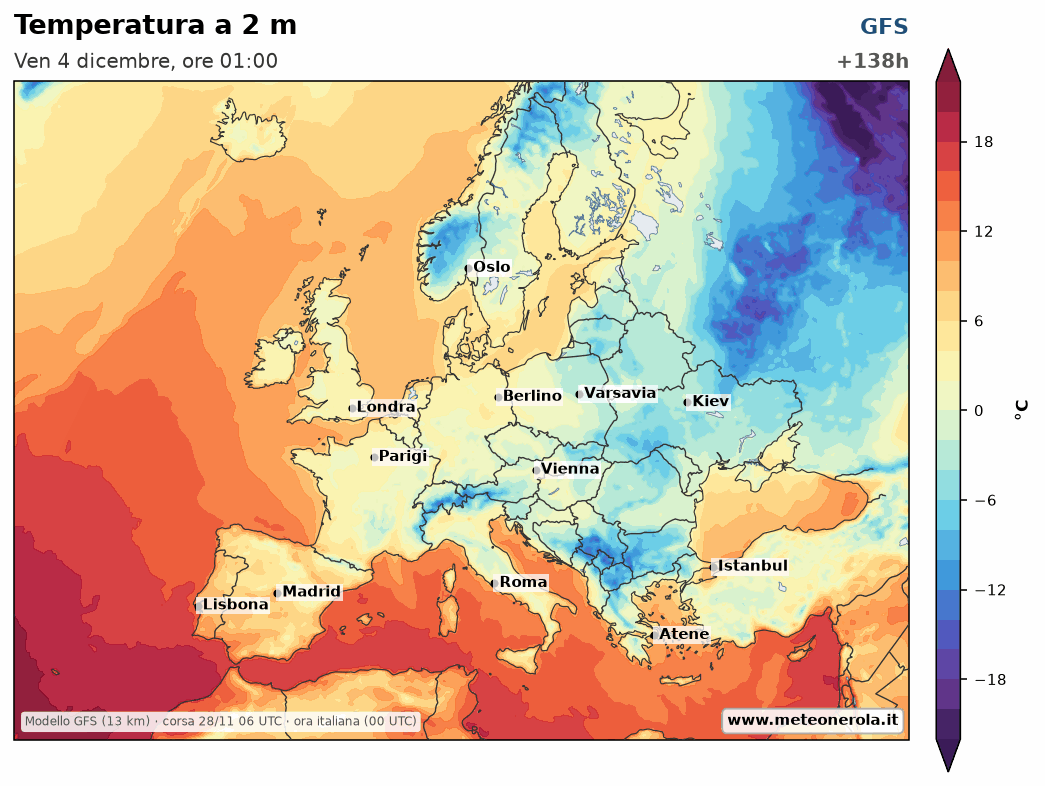 Temperatura a 2 m
GFS
Ven 4 dicembre, ore 01:00
+138h
18
12
6
0
−6
−12
−18
°C
Oslo
Londra
Berlino
Varsavia
Kiev
Parigi
Vienna
Istanbul
Roma
Madrid
Lisbona
Atene
Modello GFS (13 km) · corsa 28/11 06 UTC · ora italiana (00 UTC)
www.meteonerola.it